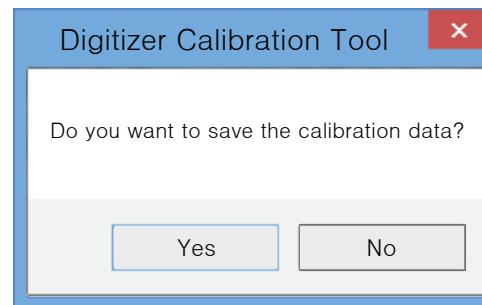 Digitizer Calibration Tool
Do you want to save the calibration data?
Yes
No